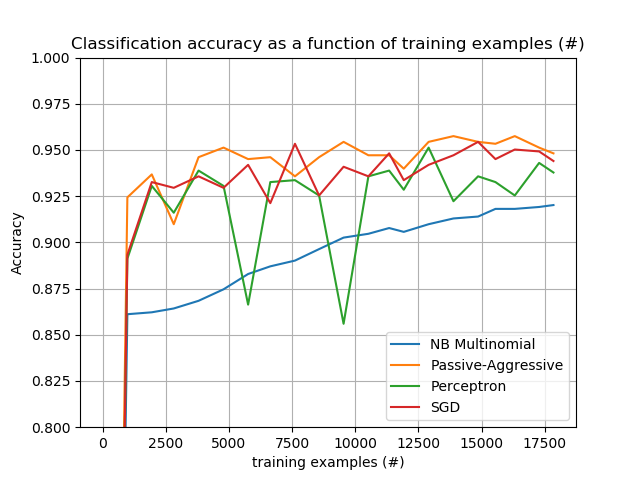 Classification accuracy as a function of training examples (#)
1.000
0.975
0.950
0.925
0.900
0.875
0.850
0.825
0.800
Accuracy
NB Multinomial
Passive-Aggressive
Perceptron
SGD
0 2500 5000 7500 10000 12500 15000 17500
training examples (#)